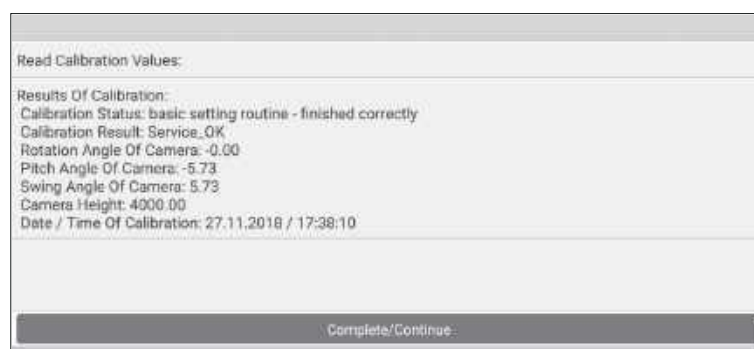 Read Calibration Values:
Results Of Calibration:
Calibration Status: basic setting routine - finished correctly
Calibration Result: Service_OK
Rotation Angle Of Camera: -0.00
Pitch Angle Of Camera: -5.73
Swing Angle Of Camera: 5.73
Camera Height: 4000.00
Date / Time Of Calibration: 27.11.2018 / 17:38:10
Complete/Continue